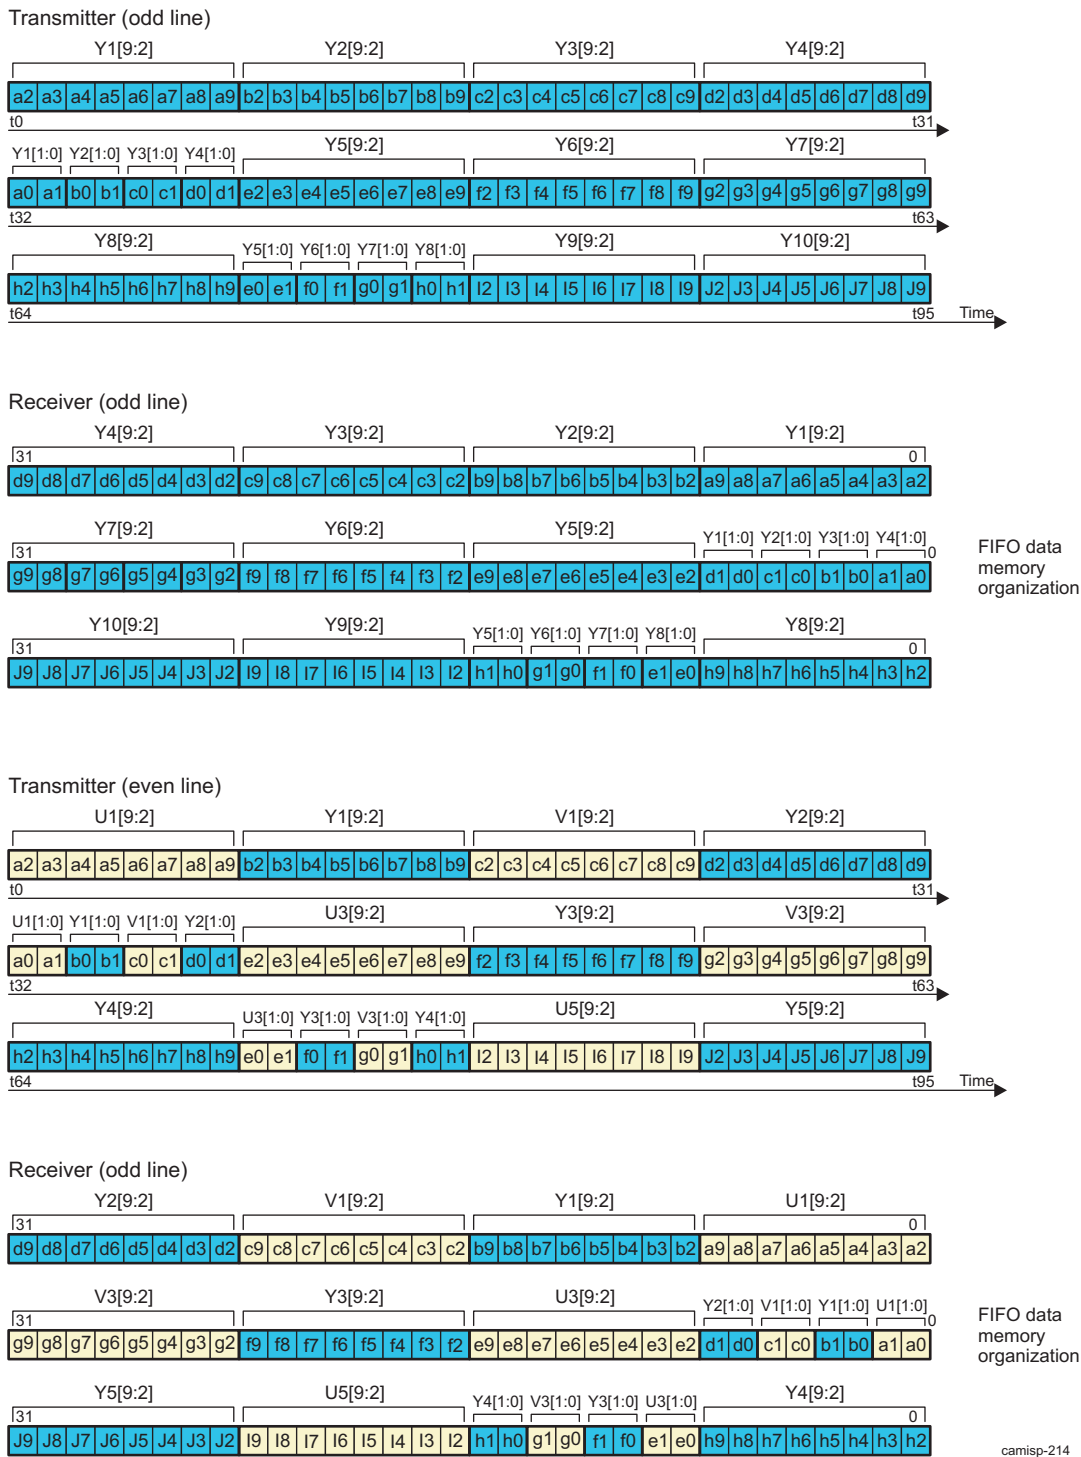 Transmitter (odd line)
Y1[9:2] Y2[9:2] Y3[9:2] Y4[9:2]
a2 a3 a4 a5 a6 a7 a8 a9 b2 b3 b4 b5 b6 b7 b8 b9 c2 c3 c4 c5 c6 c7 c8 c9 d2 d3 d4 d5 d6 d7 d8 d9
t0 t31
Y1[1:0] Y2[1:0] Y3[1:0] Y4[1:0] Y5[9:2] Y6[9:2] Y7[9:2]
a0 a1 b0 b1 c0 c1 d0 d1 e2 e3 e4 e5 e6 e7 e8 e9 f2 f3 f4 f5 f6 f7 f8 f9 g2 g3 g4 g5 g6 g7 g8 g9
t32 t63
Y8[9:2] Y5[1:0] Y6[1:0] Y7[1:0] Y8[1:0] Y9[9:2] Y10[9:2]
h2 h3 h4 h5 h6 h7 h8 h9 e0 e1 f0 f1 g0 g1 h0 h1 I2 I3 I4 I5 I6 I7 I8 I9 J2 J3 J4 J5 J6 J7 J8 J9
t64 t95 Time
Receiver (odd line)
Y4[9:2] Y3[9:2] Y2[9:2] Y1[9:2]
31 0
d9 d8 d7 d6 d5 d4 d3 d2 c9 c8 c7 c6 c5 c4 c3 c2 b9 b8 b7 b6 b5 b4 b3 b2 a9 a8 a7 a6 a5 a4 a3 a2
Y7[9:2] Y6[9:2] Y5[9:2] Y1[1:0] Y2[1:0] Y3[1:0] Y4[1:0]
31 0
g9 g8 g7 g6 g5 g4 g3 g2 f9 f8 f7 f6 f5 f4 f3 f2 e9 e8 e7 e6 e5 e4 e3 e2 d1 d0 c1 c0 b1 b0 a1 a0
FIFO data
memory
organization
Y10[9:2] Y9[9:2] Y5[1:0] Y6[1:0] Y7[1:0] Y8[1:0] Y8[9:2]
31 0
J9 J8 J7 J6 J5 J4 J3 J2 I9 I8 I7 I6 I5 I4 I3 I2 h1 h0 g1 g0 f1 f0 e1 e0 h9 h8 h7 h6 h5 h4 h3 h2
Transmitter (even line)
U1[9:2] Y1[9:2] V1[9:2] Y2[9:2]
a2 a3 a4 a5 a6 a7 a8 a9 b2 b3 b4 b5 b6 b7 b8 b9 c2 c3 c4 c5 c6 c7 c8 c9 d2 d3 d4 d5 d6 d7 d8 d9
t0 t31
U1[1:0] Y1[1:0] V1[1:0] Y2[1:0] U3[9:2] Y3[9:2] V3[9:2]
a0 a1 b0 b1 c0 c1 d0 d1 e2 e3 e4 e5 e6 e7 e8 e9 f2 f3 f4 f5 f6 f7 f8 f9 g2 g3 g4 g5 g6 g7 g8 g9
t32 t63
Y4[9:2] U3[1:0] Y3[1:0] V3[1:0] Y4[1:0] U5[9:2] Y5[9:2]
h2 h3 h4 h5 h6 h7 h8 h9 e0 e1 f0 f1 g0 g1 h0 h1 I2 I3 I4 I5 I6 I7 I8 I9 J2 J3 J4 J5 J6 J7 J8 J9
t64 t95 Time
Receiver (odd line)
Y2[9:2] V1[9:2] Y1[9:2] U1[9:2]
31 0
d9 d8 d7 d6 d5 d4 d3 d2 c9 c8 c7 c6 c5 c4 c3 c2 b9 b8 b7 b6 b5 b4 b3 b2 a9 a8 a7 a6 a5 a4 a3 a2
V3[9:2] Y3[9:2] U3[9:2] Y2[1:0] V1[1:0] Y1[1:0] U1[1:0]
31 0
g9 g8 g7 g6 g5 g4 g3 g2 f9 f8 f7 f6 f5 f4 f3 f2 e9 e8 e7 e6 e5 e4 e3 e2 d1 d0 c1 c0 b1 b0 a1 a0
FIFO data
memory
organization
Y5[9:2] U5[9:2] Y4[1:0] V3[1:0] Y3[1:0] U3[1:0] Y4[9:2]
31 0
J9 J8 J7 J6 J5 J4 J3 J2 I9 I8 I7 I6 I5 I4 I3 I2 h1 h0 g1 g0 f1 f0 e1 e0 h9 h8 h7 h6 h5 h4 h3 h2
camisp-214